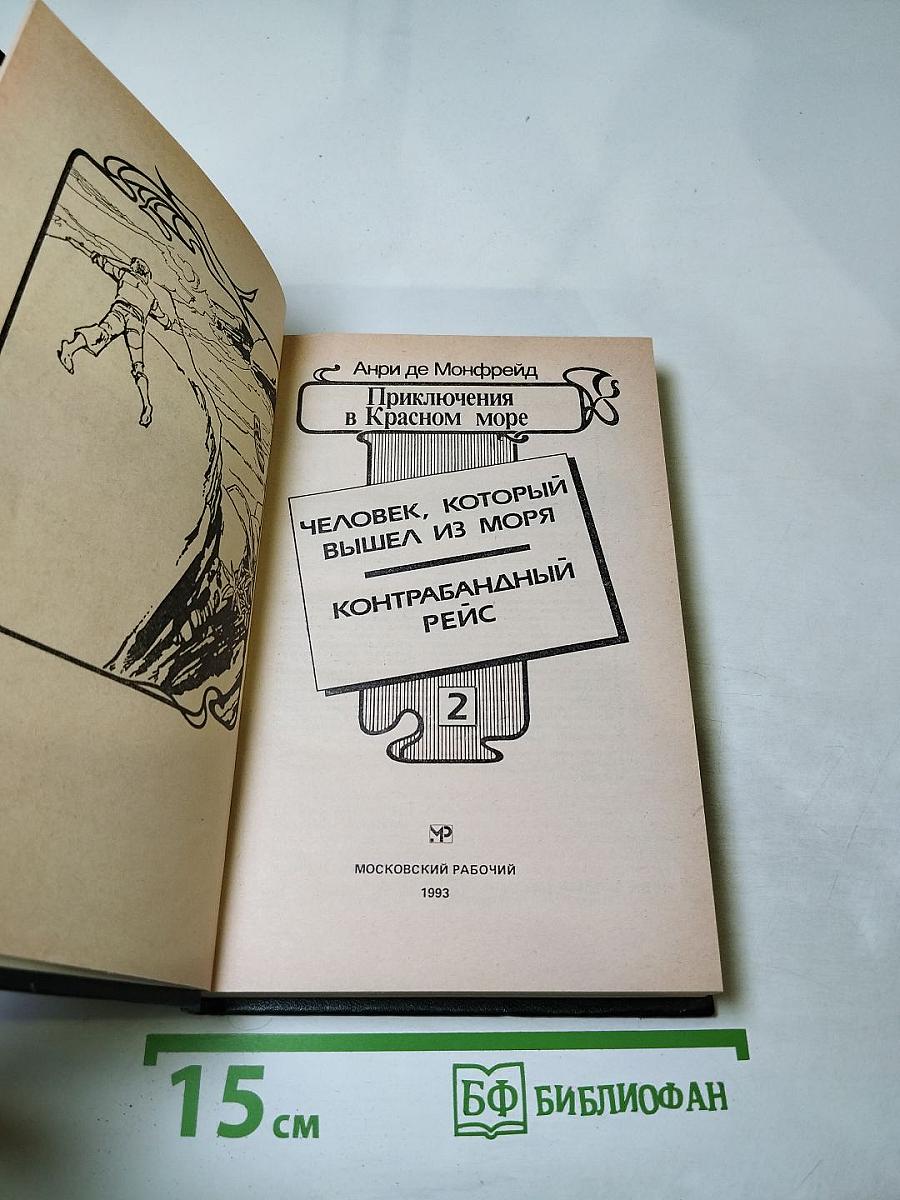 Анри де Монфрейд
Приключения
в Красном море
ЧЕЛОВЕК, КОТОРЫЙ
ВЫШЕЛ ИЗ МОРЯ
КОНТРАБАНДНЫЙ
РЕЙС
2
МР
МОСКОВСКИЙ РАБОЧИЙ
1993
15 см
БФ БИБЛИОФАН